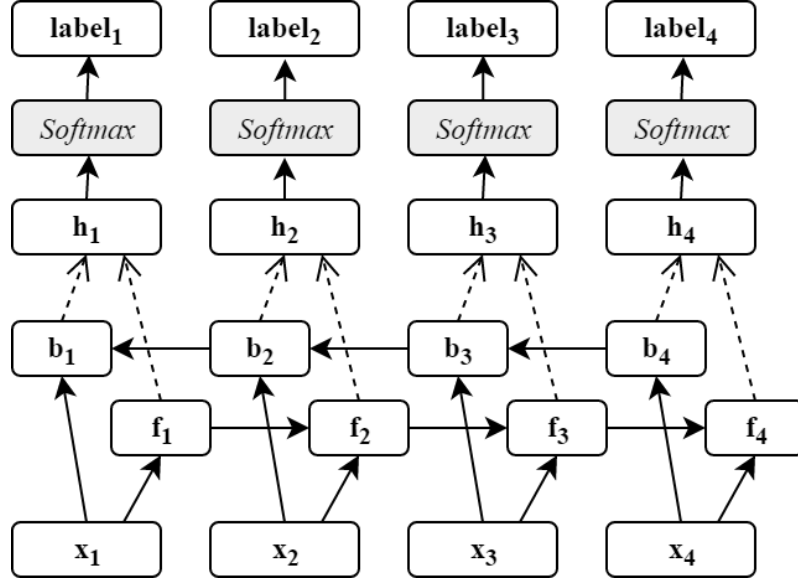 label₁ label₂ label₃ label₄
Softmax Softmax Softmax Softmax
h₁ h₂ h₃ h₄
b₁ b₂ b₃ b₄
f₁ f₂ f₃ f₄
x₁ x₂ x₃ x₄